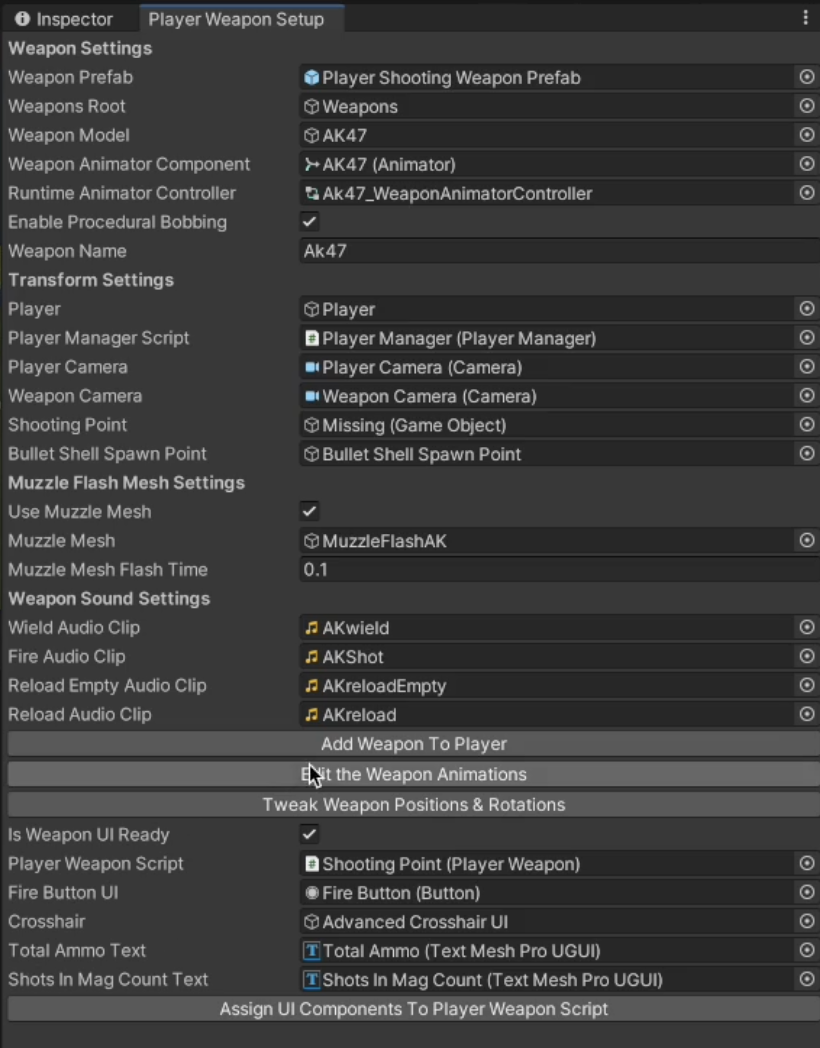 Inspector Player Weapon Setup
Weapon Settings
Weapon Prefab Player Shooting Weapon Prefab
Weapons Root Weapons
Weapon Model AK47
Weapon Animator Component AK47 (Animator)
Runtime Animator Controller Ak47_WeaponAnimatorController
Enable Procedural Bobbing
Weapon Name Ak47
Transform Settings
Player Player
Player Manager Script Player Manager (Player Manager)
Player Camera Player Camera (Camera)
Weapon Camera Weapon Camera (Camera)
Shooting Point Missing (Game Object)
Bullet Shell Spawn Point Bullet Shell Spawn Point
Muzzle Flash Mesh Settings
Use Muzzle Mesh
Muzzle Mesh MuzzleFlashAK
Muzzle Mesh Flash Time 0.1
Weapon Sound Settings
Wield Audio Clip AKwield
Fire Audio Clip AKShot
Reload Empty Audio Clip AKreloadEmpty
Reload Audio Clip AKreload
Add Weapon To Player
Edit the Weapon Animations
Tweak Weapon Positions & Rotations
Is Weapon UI Ready
Player Weapon Script Shooting Point (Player Weapon)
Fire Button UI Fire Button (Button)
Crosshair Advanced Crosshair UI
Total Ammo Text Total Ammo (Text Mesh Pro UGUI)
Shots In Mag Count Text Shots In Mag Count (Text Mesh Pro UGUI)
Assign UI Components To Player Weapon Script